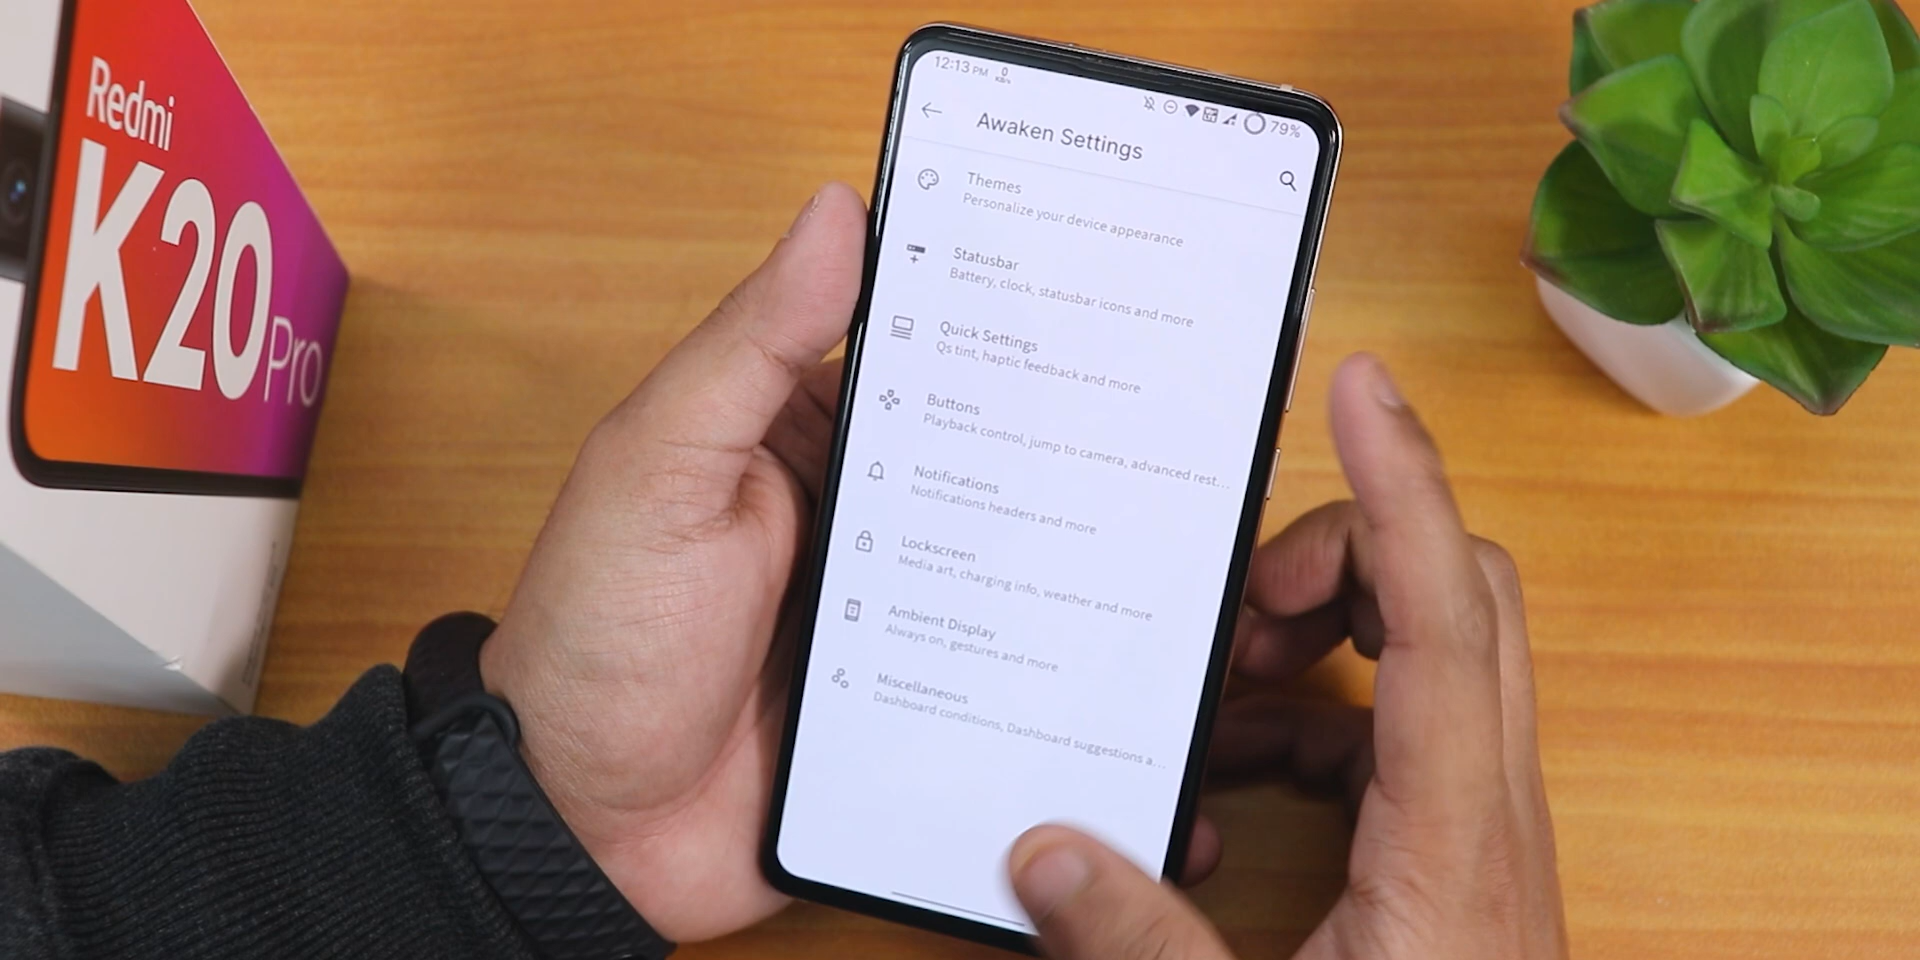 Redmi
K20
Pro
12:13 PM
0
79%
Awaken Settings
Themes
Personalize your device appearance
Statusbar
Battery, clock, statusbar icons and more
Quick Settings
Qs tint, haptic feedback and more
Buttons
Playback control, jump to camera, advanced rest...
Notifications
Notifications headers and more
Lockscreen
Media art, charging info, weather and more
Ambient Display
Always on, gestures and more
Miscellaneous
Dashboard conditions, Dashboard suggestions a...